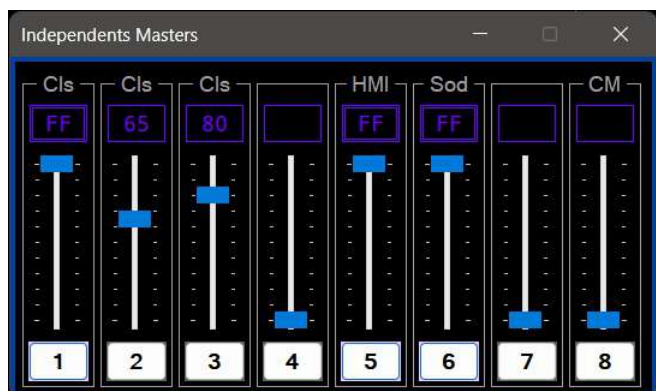 Independents Masters
Cls Cls Cls HMI Sod CM
FF 65 80 FF FF
1 2 3 4 5 6 7 8